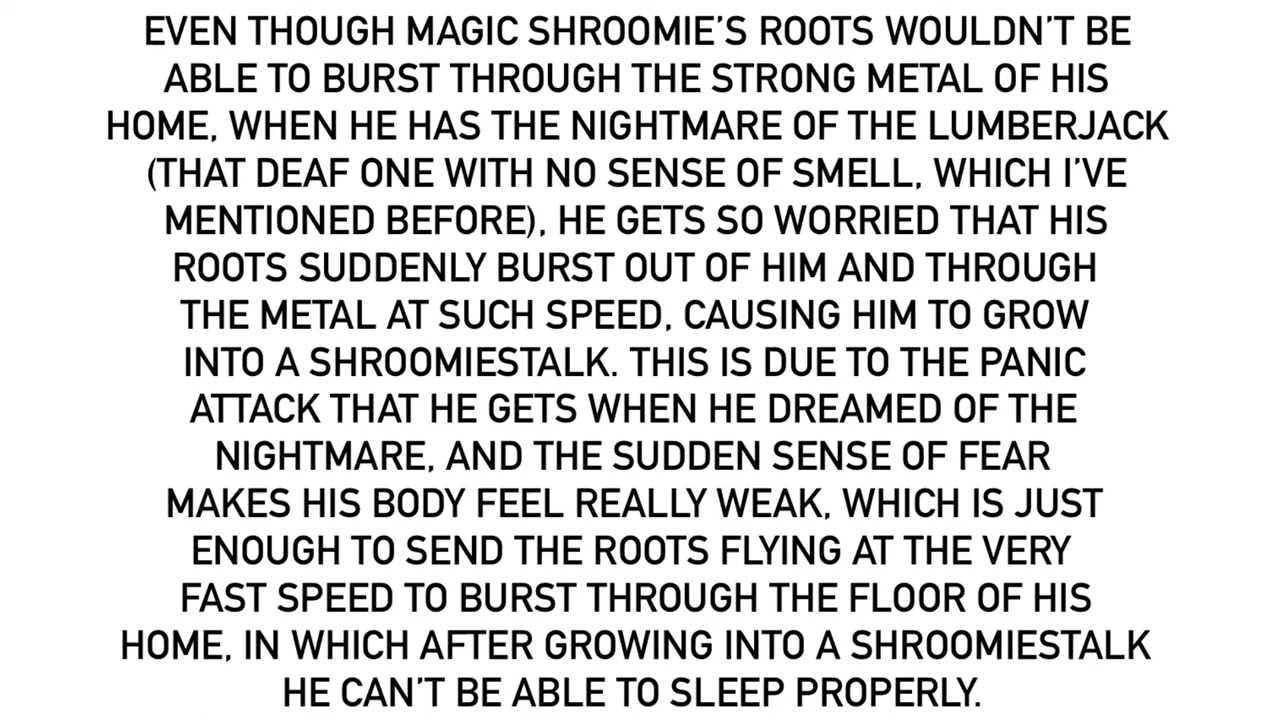 EVEN THOUGH MAGIC SHROOMIE’S ROOTS WOULDN’T BE
ABLE TO BURST THROUGH THE STRONG METAL OF HIS
HOME, WHEN HE HAS THE NIGHTMARE OF THE LUMBERJACK
(THAT DEAF ONE WITH NO SENSE OF SMELL, WHICH I’VE
MENTIONED BEFORE), HE GETS SO WORRIED THAT HIS
ROOTS SUDDENLY BURST OUT OF HIM AND THROUGH
THE METAL AT SUCH SPEED, CAUSING HIM TO GROW
INTO A SHROOMIESTALK. THIS IS DUE TO THE PANIC
ATTACK THAT HE GETS WHEN HE DREAMED OF THE
NIGHTMARE, AND THE SUDDEN SENSE OF FEAR
MAKES HIS BODY FEEL REALLY WEAK, WHICH IS JUST
ENOUGH TO SEND THE ROOTS FLYING AT THE VERY
FAST SPEED TO BURST THROUGH THE FLOOR OF HIS
HOME, IN WHICH AFTER GROWING INTO A SHROOMIESTALK
HE CAN’T BE ABLE TO SLEEP PROPERLY.